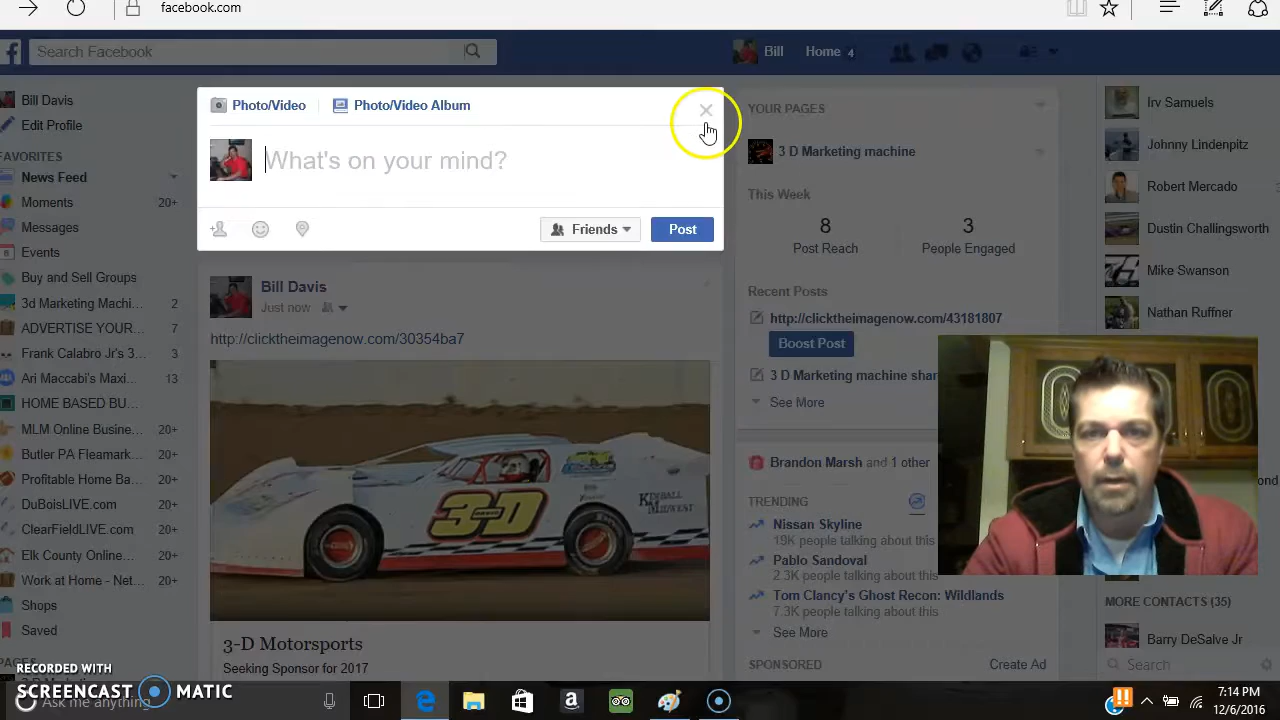 facebook.com
Search Facebook
Bill
Home 4
Bill Davis
Edit Profile
FAVORITES
News Feed
Moments 20+
Messages
Events
Buy and Sell Groups
3d Marketing Machi... 2
ADVERTISE YOUR... 7
Frank Calabro Jr's 3... 3
Ari Maccabi's Maxi... 13
HOME BASED BU...
MLM Online Busine... 20+
Butler PA Fleamark... 20+
Profitable Home Ba... 20+
DuBoisLIVE.com 20+
ClearFieldLIVE.com 20+
Elk County Online... 20+
Work at Home - Net... 20+
Shops
Saved
Photo/Video
Photo/Video Album
What's on your mind?
Friends
Post
Bill Davis
Just now
http://clicktheimagenow.com/30354ba7
3-D
KIMBALL MIDWEST
3-D Motorsports
Seeking Sponsor for 2017
YOUR PAGES
3 D Marketing machine
This Week
8
Post Reach
3
People Engaged
Recent Posts
http://clicktheimagenow.com/43181807
Boost Post
3 D Marketing machine shar
See More
Brandon Marsh and 1 other
TRENDING
Nissan Skyline
19K people talking about this
Pablo Sandoval
2.3K people talking about this
Tom Clancy's Ghost Recon: Wildlands
7.3K people talking about this
See More
SPONSORED
Create Ad
Irv Samuels
Johnny Lindenpitz
Robert Mercado
Dustin Challingsworth
Mike Swanson
Nathan Ruffner
MORE CONTACTS (35)
Barry DeSalve Jr
Search
RECORDED WITH
SCREENCAST MATIC
Ask me anything
7:14 PM
12/6/2016